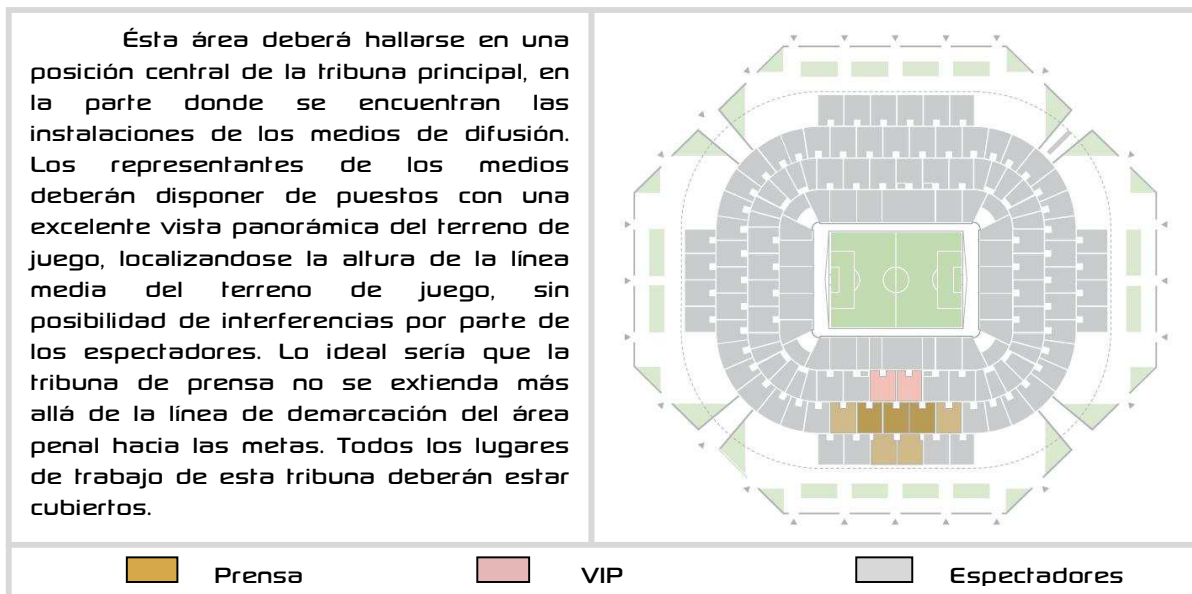 Ésta área deberá hallarse en una
posición central de la tribuna principal, en
la parte donde se encuentran las
instalaciones de los medios de difusión.
Los representantes de los medios
deberán disponer de puestos con una
excelente vista panorámica del terreno de
juego, localizandose la altura de la línea
media del terreno de juego, sin
posibilidad de interferencias por parte de
los espectadores. Lo ideal sería que la
tribuna de prensa no se extienda más
allá de la línea de demarcación del área
penal hacia las metas. Todos los lugares
de trabajo de esta tribuna deberán estar
cubiertos.
Prensa
VIP
Espectadores